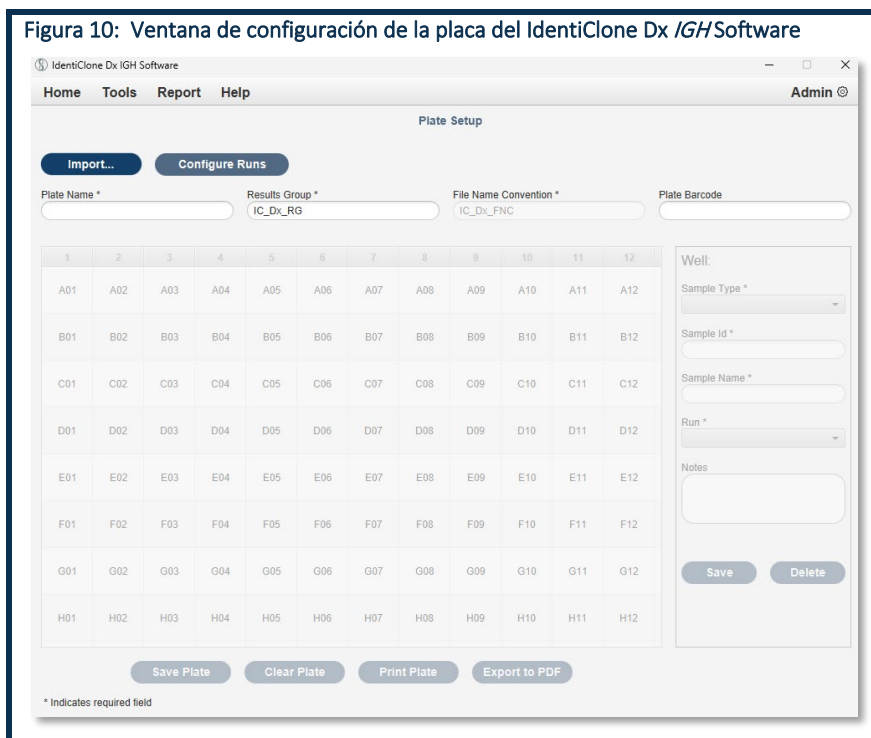 Figura 10: Ventana de configuración de la placa del IdentiClone Dx IGH Software
IdentiClone Dx IGH Software
Home Tools Report Help Admin
Plate Setup
Import... Configure Runs
Plate Name * Results Group * File Name Convention * Plate Barcode
IC_Dx_RG IC_Dx_FNC
1 2 3 4 5 6 7 8 9 10 11 12
Well:
A01 A02 A03 A04 A05 A06 A07 A08 A09 A10 A11 A12
Sample Type *
B01 B02 B03 B04 B05 B06 B07 B08 B09 B10 B11 B12
Sample Id *
C01 C02 C03 C04 C05 C06 C07 C08 C09 C10 C11 C12
Sample Name *
D01 D02 D03 D04 D05 D06 D07 D08 D09 D10 D11 D12
Run *
E01 E02 E03 E04 E05 E06 E07 E08 E09 E10 E11 E12
Notes
F01 F02 F03 F04 F05 F06 F07 F08 F09 F10 F11 F12
G01 G02 G03 G04 G05 G06 G07 G08 G09 G10 G11 G12
Save Delete
H01 H02 H03 H04 H05 H06 H07 H08 H09 H10 H11 H12
Save Plate Clear Plate Print Plate Export to PDF
* Indicates required field